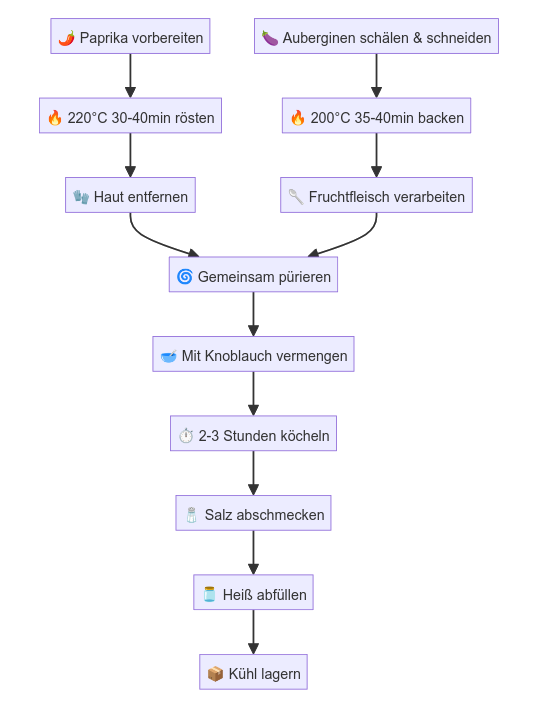 🌶️ Paprika vorbereiten
🍆 Auberginen schälen & schneiden
🔥 220°C 30-40min rösten
🔥 200°C 35-40min backen
🧤 Haut entfernen
🥄 Fruchtfleisch verarbeiten
🌀 Gemeinsam pürieren
🥣 Mit Knoblauch vermengen
⏱️ 2-3 Stunden köcheln
🧂 Salz abschmecken
🫙 Heiß abfüllen
📦 Kühl lagern